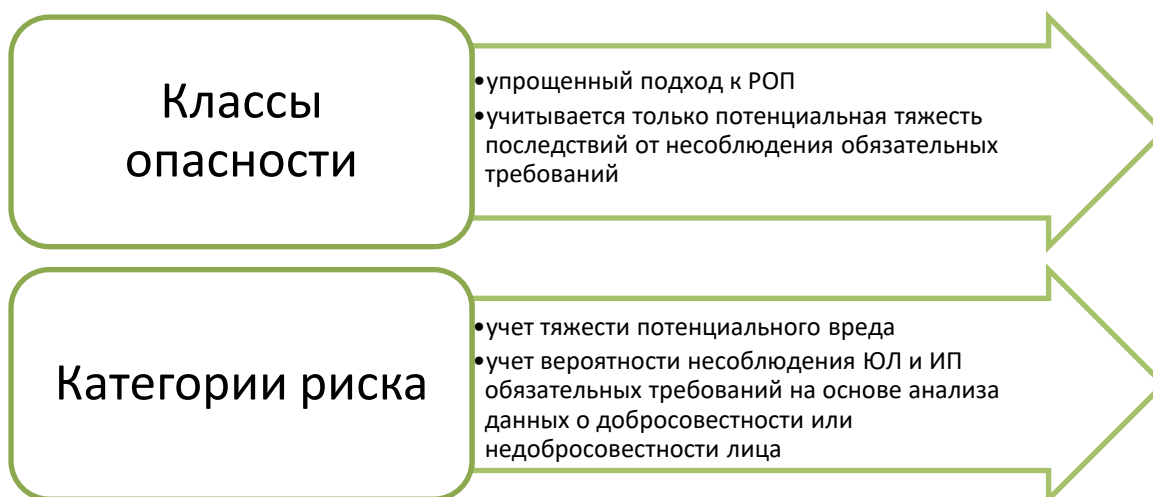 Классы
опасности
•упрощенный подход к РОП
•учитывается только потенциальная тяжесть
последствий от несоблюдения обязательных
требований
Категории риска
•учет тяжести потенциального вреда
•учет вероятности несоблюдения ЮЛ и ИП
обязательных требований на основе анализа
данных о добросовестности или
недобросовестности лица